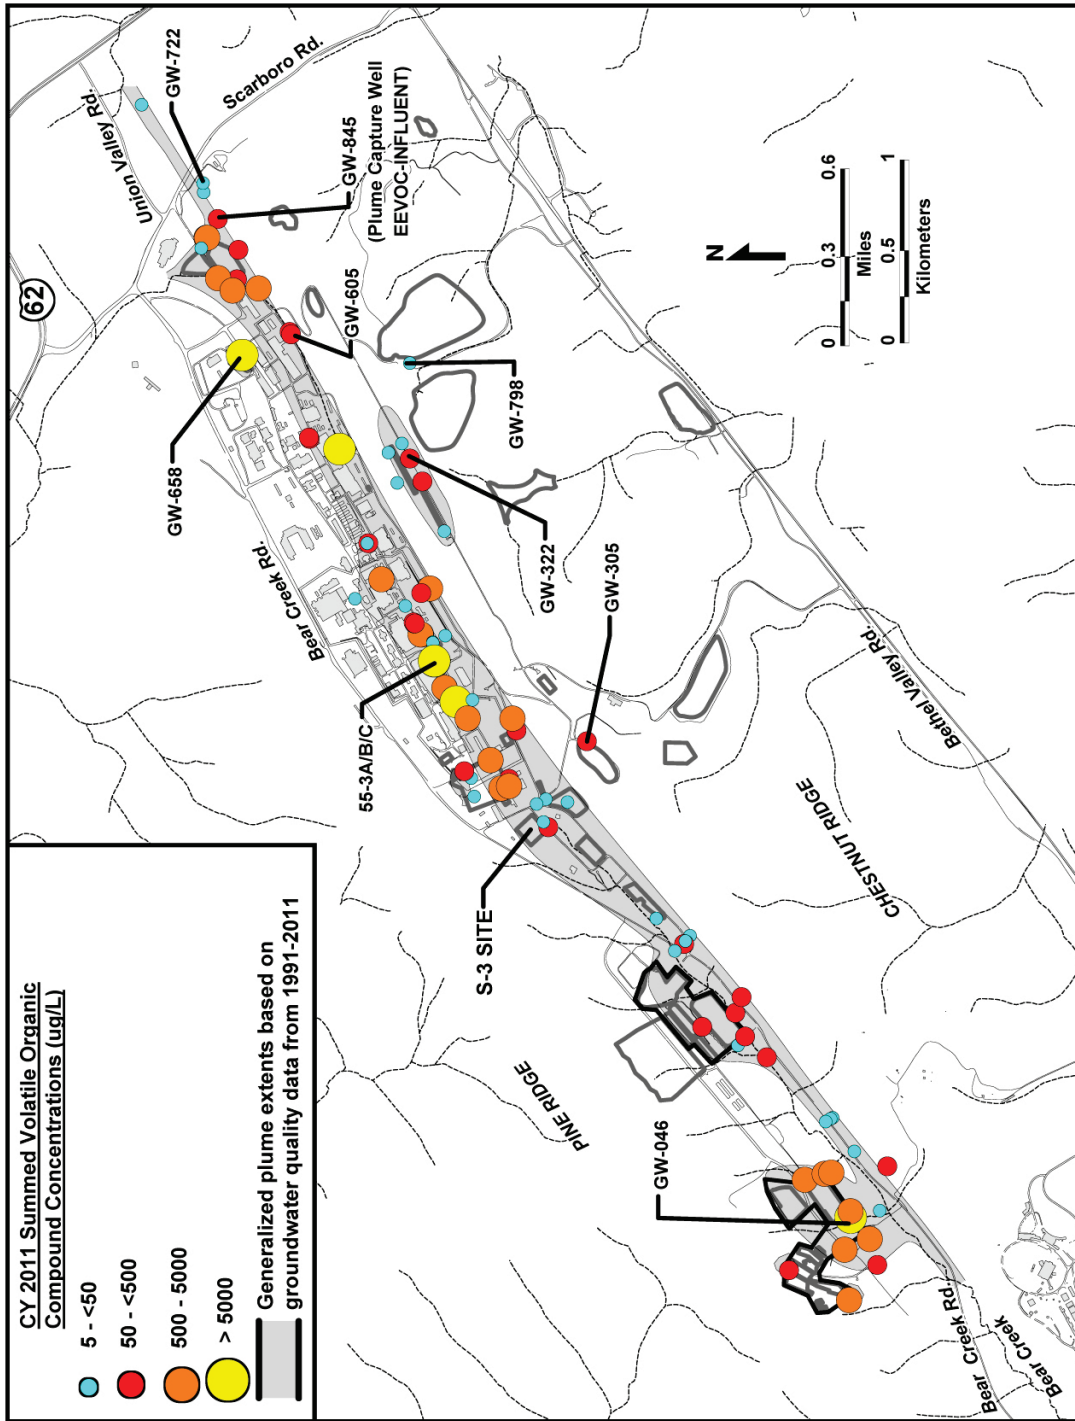 CY 2011 Summed Volatile Organic
Compound Concentrations (ug/L)
5 - <50
50 - <500
500 - 5000
> 5000
Generalized plume extents based on
groundwater quality data from 1991-2011
62
Union Valley Rd.
GW-722
Scarboro Rd.
GW-845
(Plume Capture Well
EEVOC-INFLUENT)
GW-658
GW-605
Bear Creek Rd.
GW-798
GW-322
55-3A/B/C
GW-305
S-3 SITE
Bethel Valley Rd.
CHESTNUT RIDGE
PINE RIDGE
GW-046
Bear Creek Rd.
Bear Creek
N
0
0.3
0.6
Miles
0
0.5
1
Kilometers